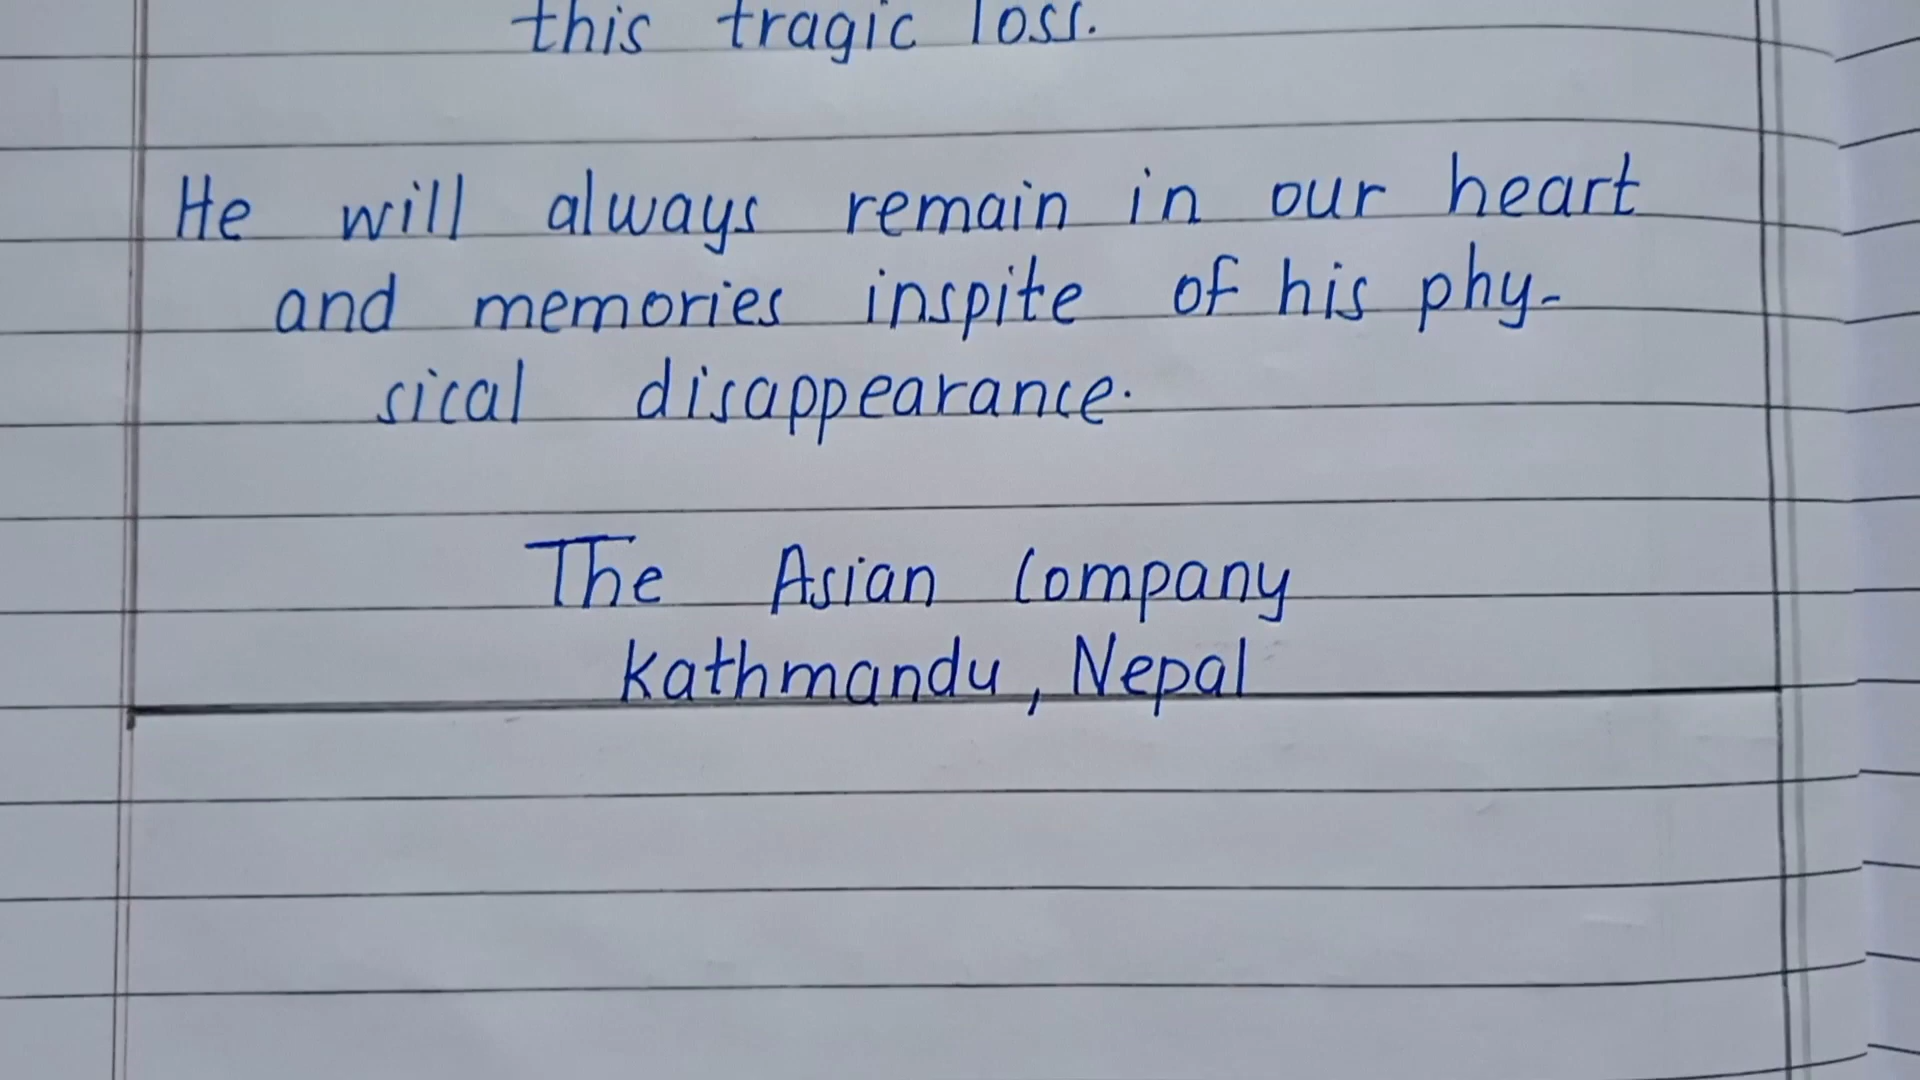 this tragic loss.
He will always remain in our heart
and memories inspite of his phy-
sical disappearance.
The Asian Company
Kathmandu, Nepal